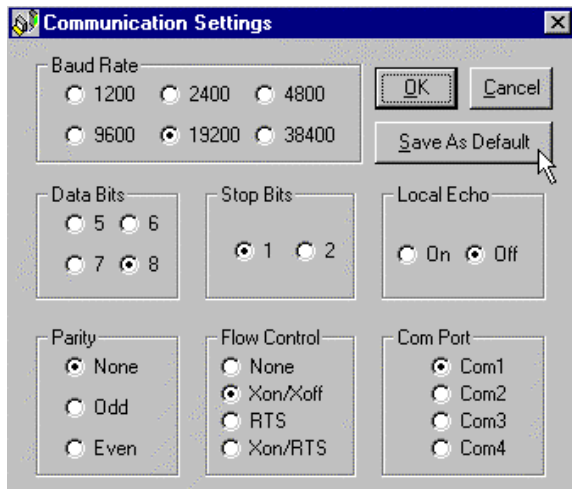 Communication Settings
Baud Rate
1200 2400 4800
9600 19200 38400
OK Cancel
Save As Default
Data Bits
5 6
7 8
Stop Bits
1 2
Local Echo
On Off
Parity
None
Odd
Even
Flow Control
None
Xon/Xoff
RTS
Xon/RTS
Com Port
Com1
Com2
Com3
Com4